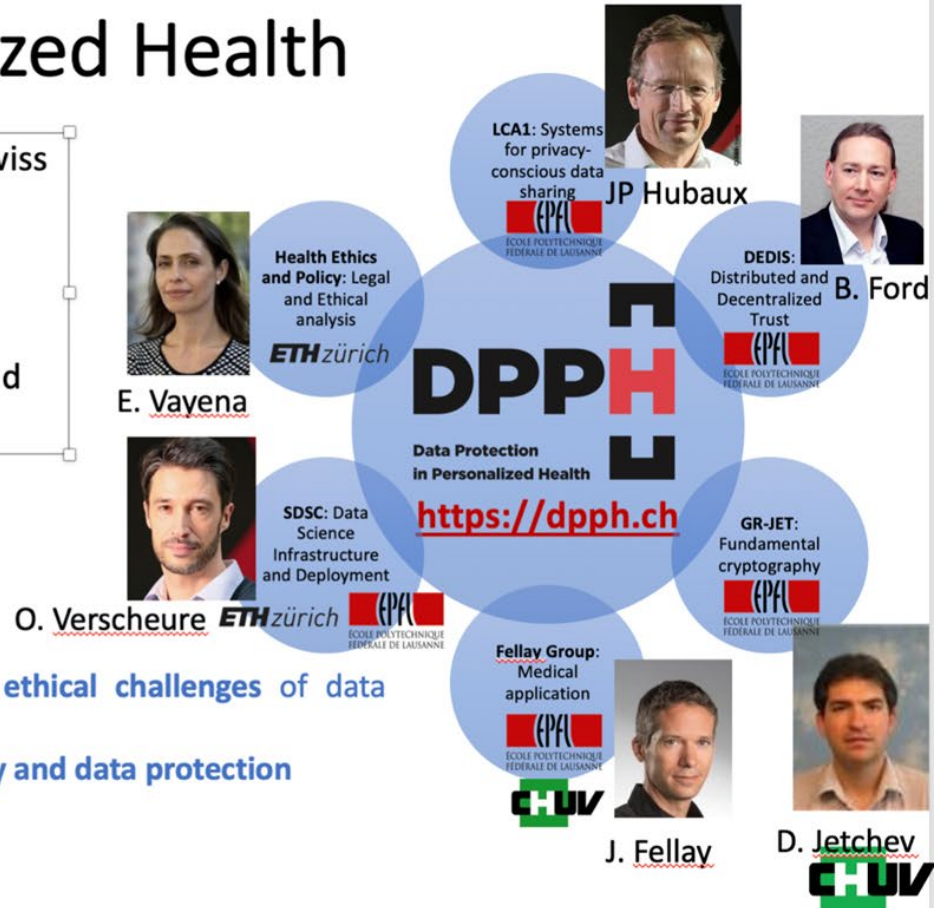 zed Health
viss
d
ethical challenges of data
y and data protection
LCA1: Systems
for privacy-
conscious data
sharing
EPFL
ÉCOLE POLYTECHNIQUE
FÉDÉRALE DE LAUSANNE
JP Hubaux
Health Ethics
and Policy: Legal
and Ethical
analysis
ETH zürich
E. Vayena
DEDIS:
Distributed and
Decentralized
Trust
EPFL
ÉCOLE POLYTECHNIQUE
FÉDÉRALE DE LAUSANNE
B. Ford
DPPH
Data Protection
in Personalized Health
https://dpph.ch
SDSC: Data
Science
Infrastructure
and Deployment
O. Verscheure
ETH zürich
EPFL
ÉCOLE POLYTECHNIQUE
FÉDÉRALE DE LAUSANNE
GR-JET:
Fundamental
cryptography
EPFL
ÉCOLE POLYTECHNIQUE
FÉDÉRALE DE LAUSANNE
Fellay Group:
Medical
application
EPFL
ÉCOLE POLYTECHNIQUE
FÉDÉRALE DE LAUSANNE
CHUV
J. Fellay
D. Jetchev
CHUV